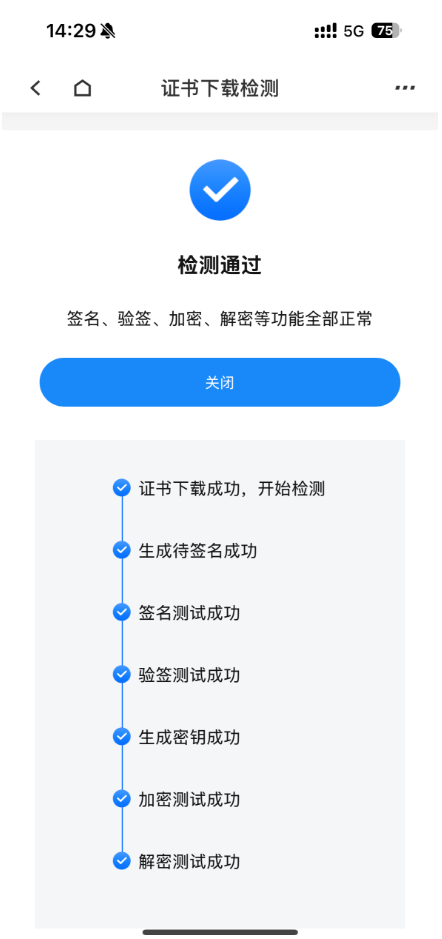 14:29 5G 75
证书下载检测
检测通过
签名、验签、加密、解密等功能全部正常
关闭
证书下载成功，开始检测
生成待签名成功
签名测试成功
验签测试成功
生成密钥成功
加密测试成功
解密测试成功